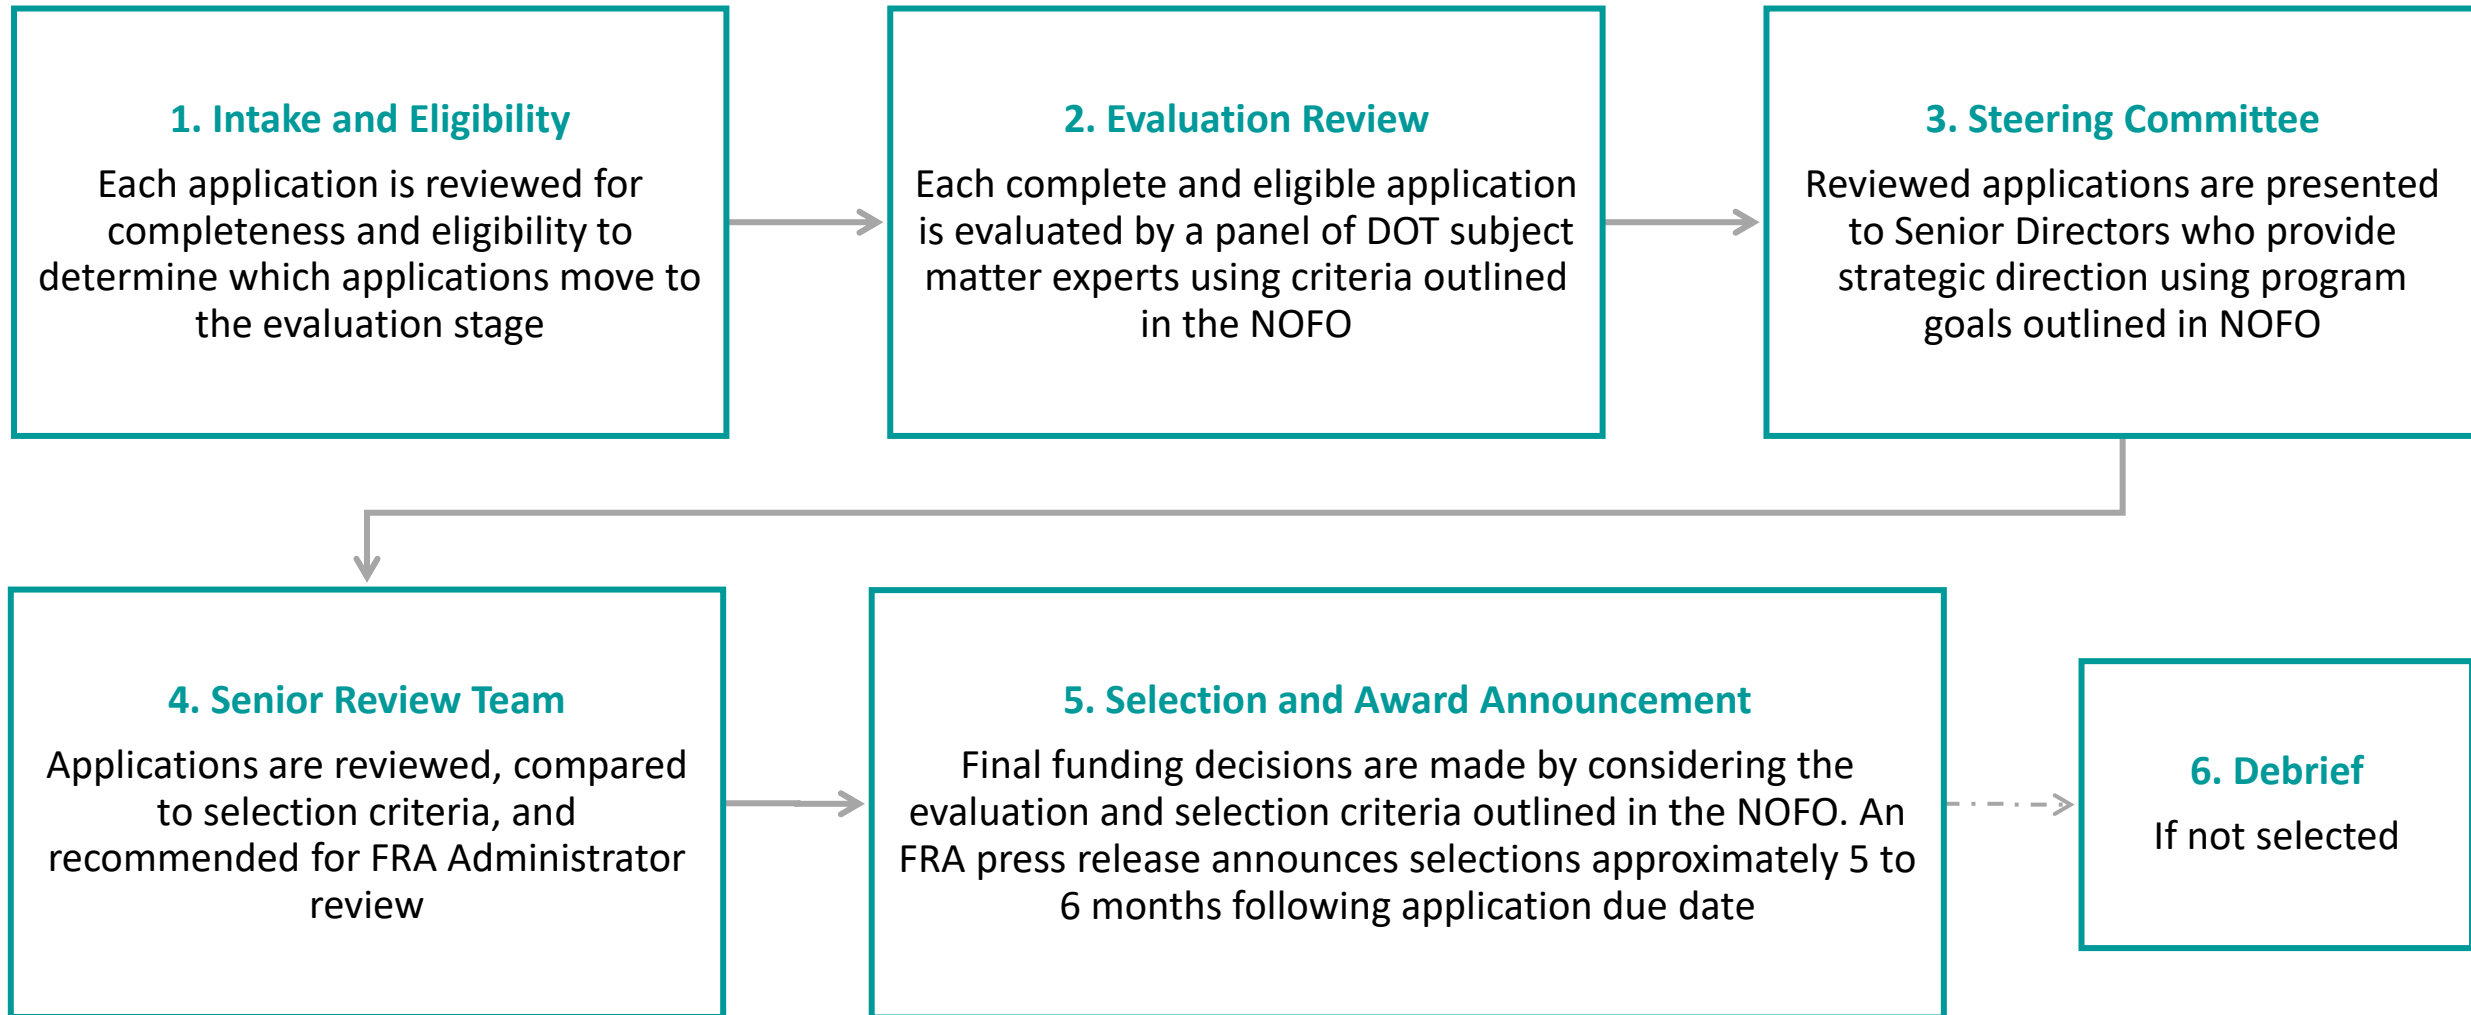 1. Intake and Eligibility
Each application is reviewed for
completeness and eligibility to
determine which applications move to
the evaluation stage
2. Evaluation Review
Each complete and eligible application
is evaluated by a panel of DOT subject
matter experts using criteria outlined
in the NOFO
3. Steering Committee
Reviewed applications are presented
to Senior Directors who provide
strategic direction using program
goals outlined in NOFO
4. Senior Review Team
Applications are reviewed, compared
to selection criteria, and
recommended for FRA Administrator
review
5. Selection and Award Announcement
Final funding decisions are made by considering the
evaluation and selection criteria outlined in the NOFO. An
FRA press release announces selections approximately 5 to
6 months following application due date
6. Debrief
If not selected